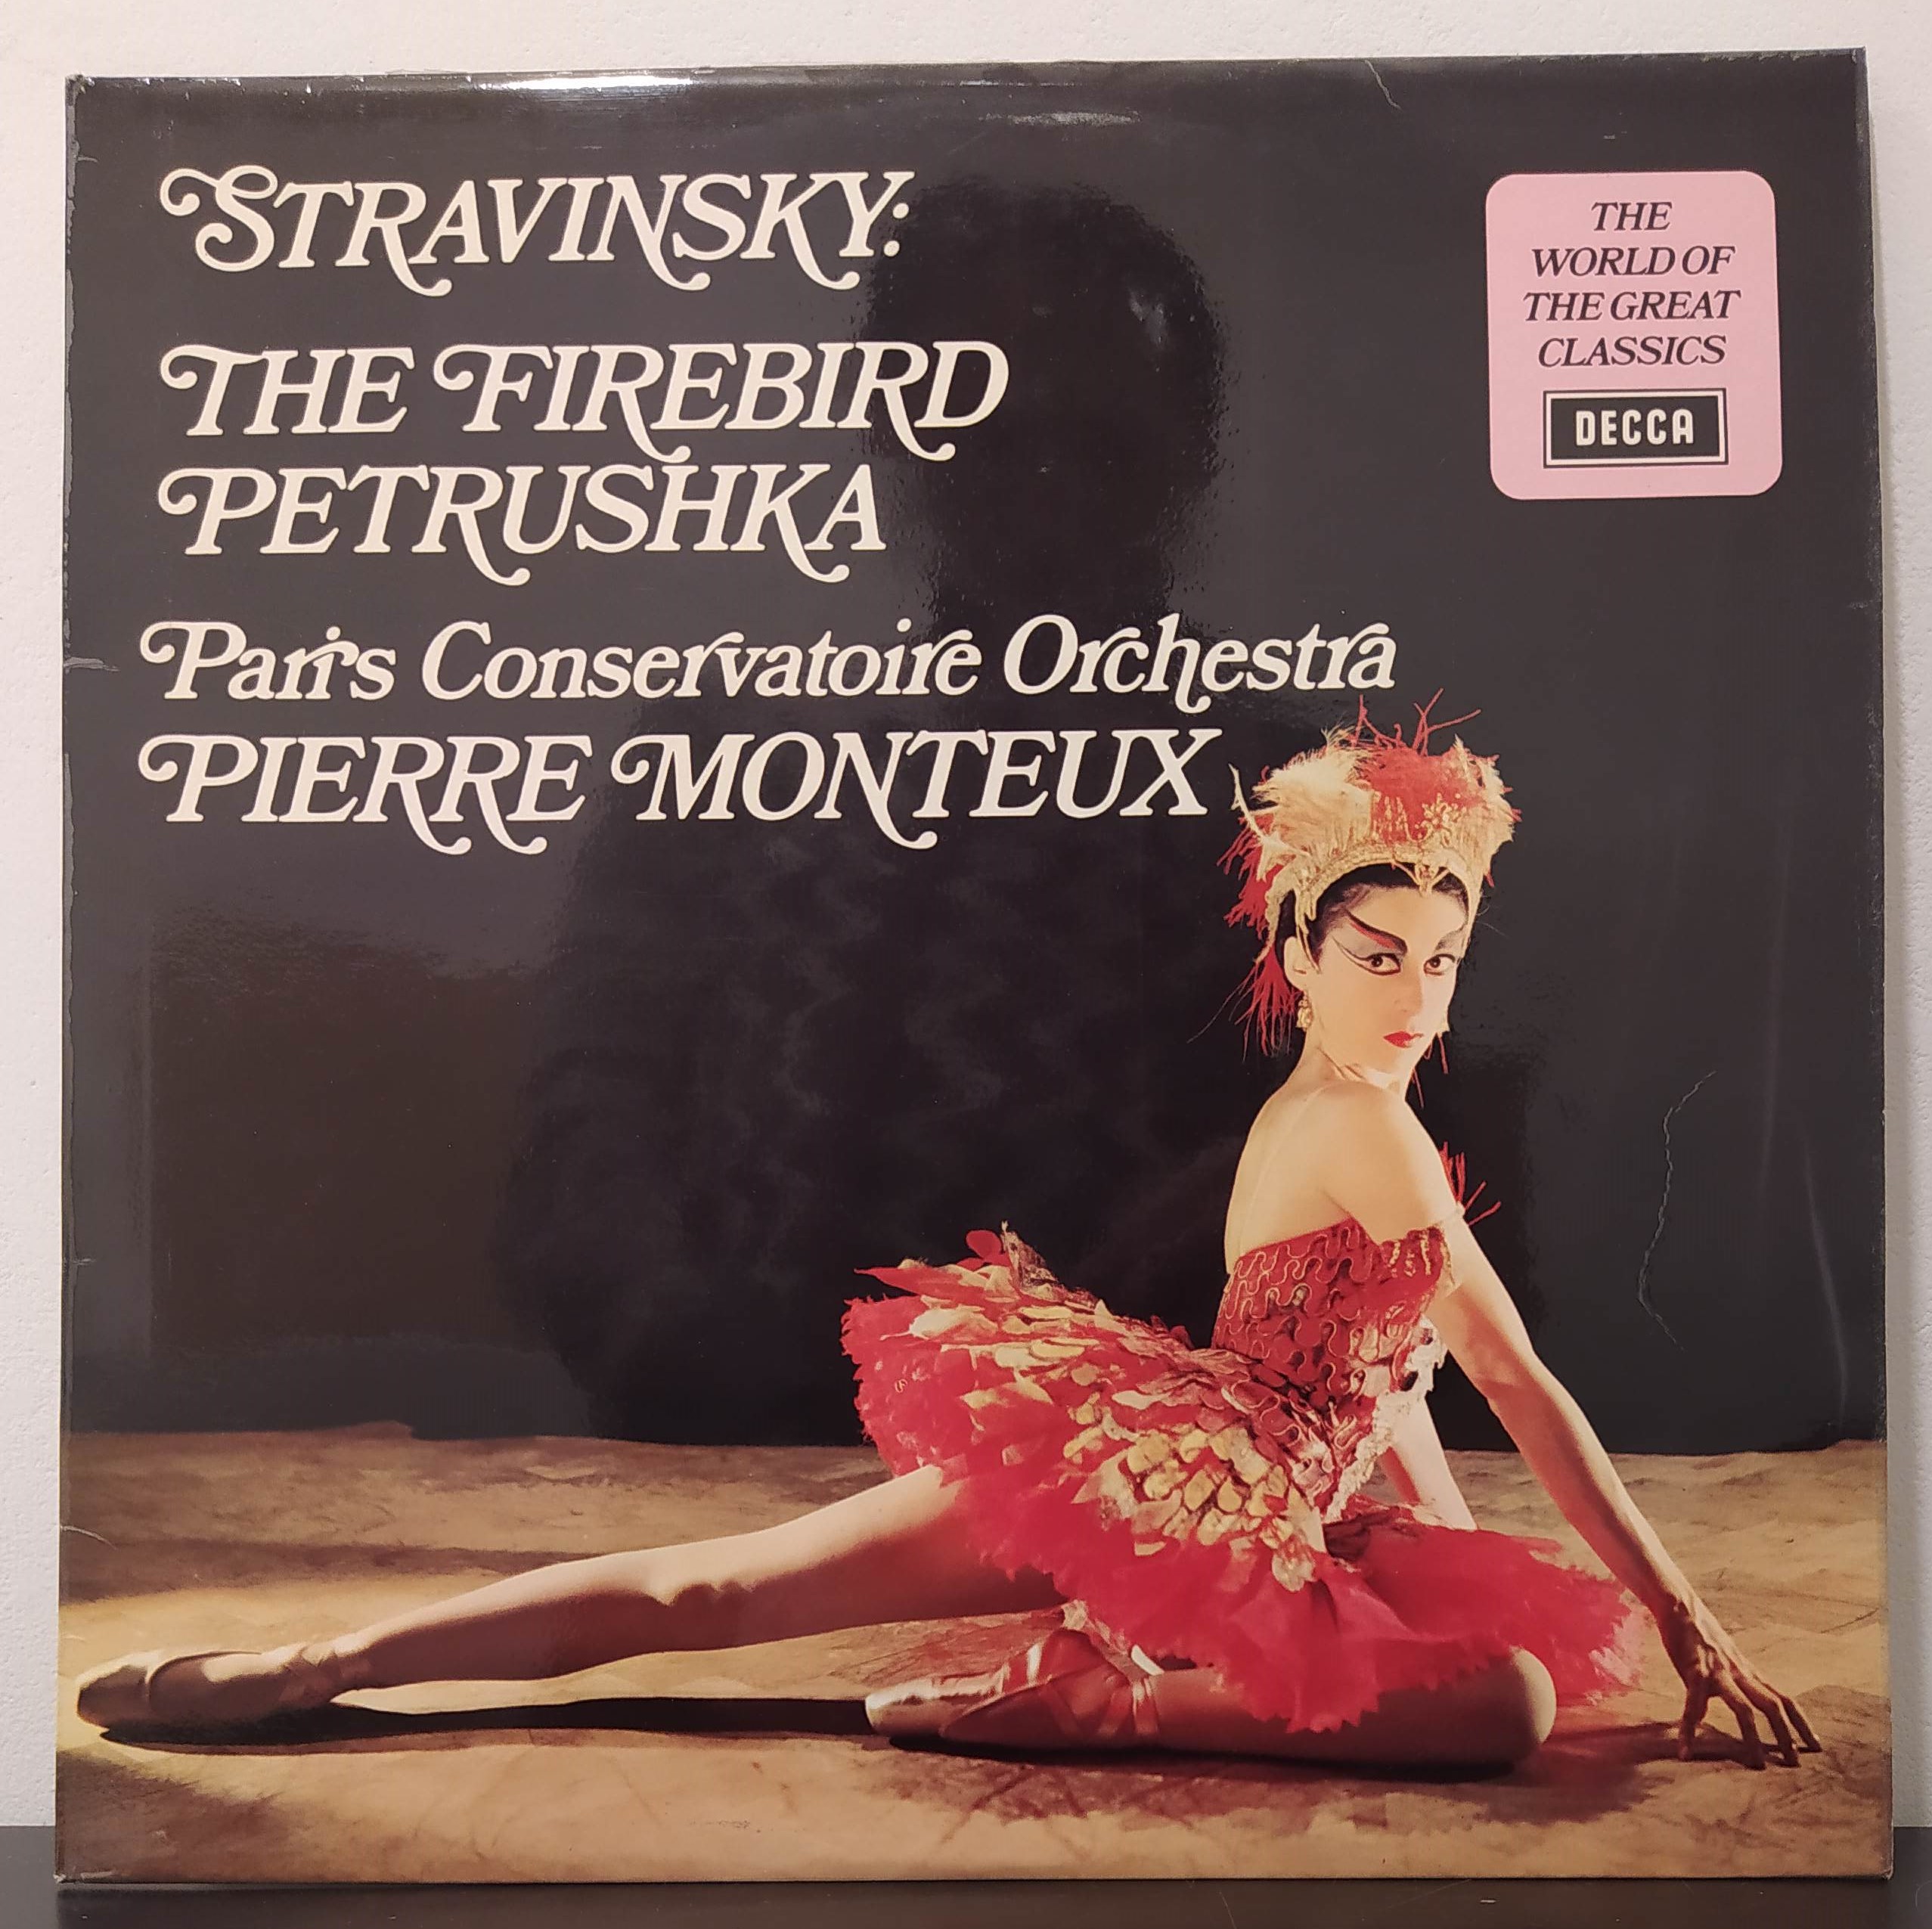 STRAVINSKY:
THE FIREBIRD
PETRUSHKA
Paris Conservatoire Orchestra
PIERRE MONTEUX
THE
WORLD OF
THE GREAT
CLASSICS
DECCA